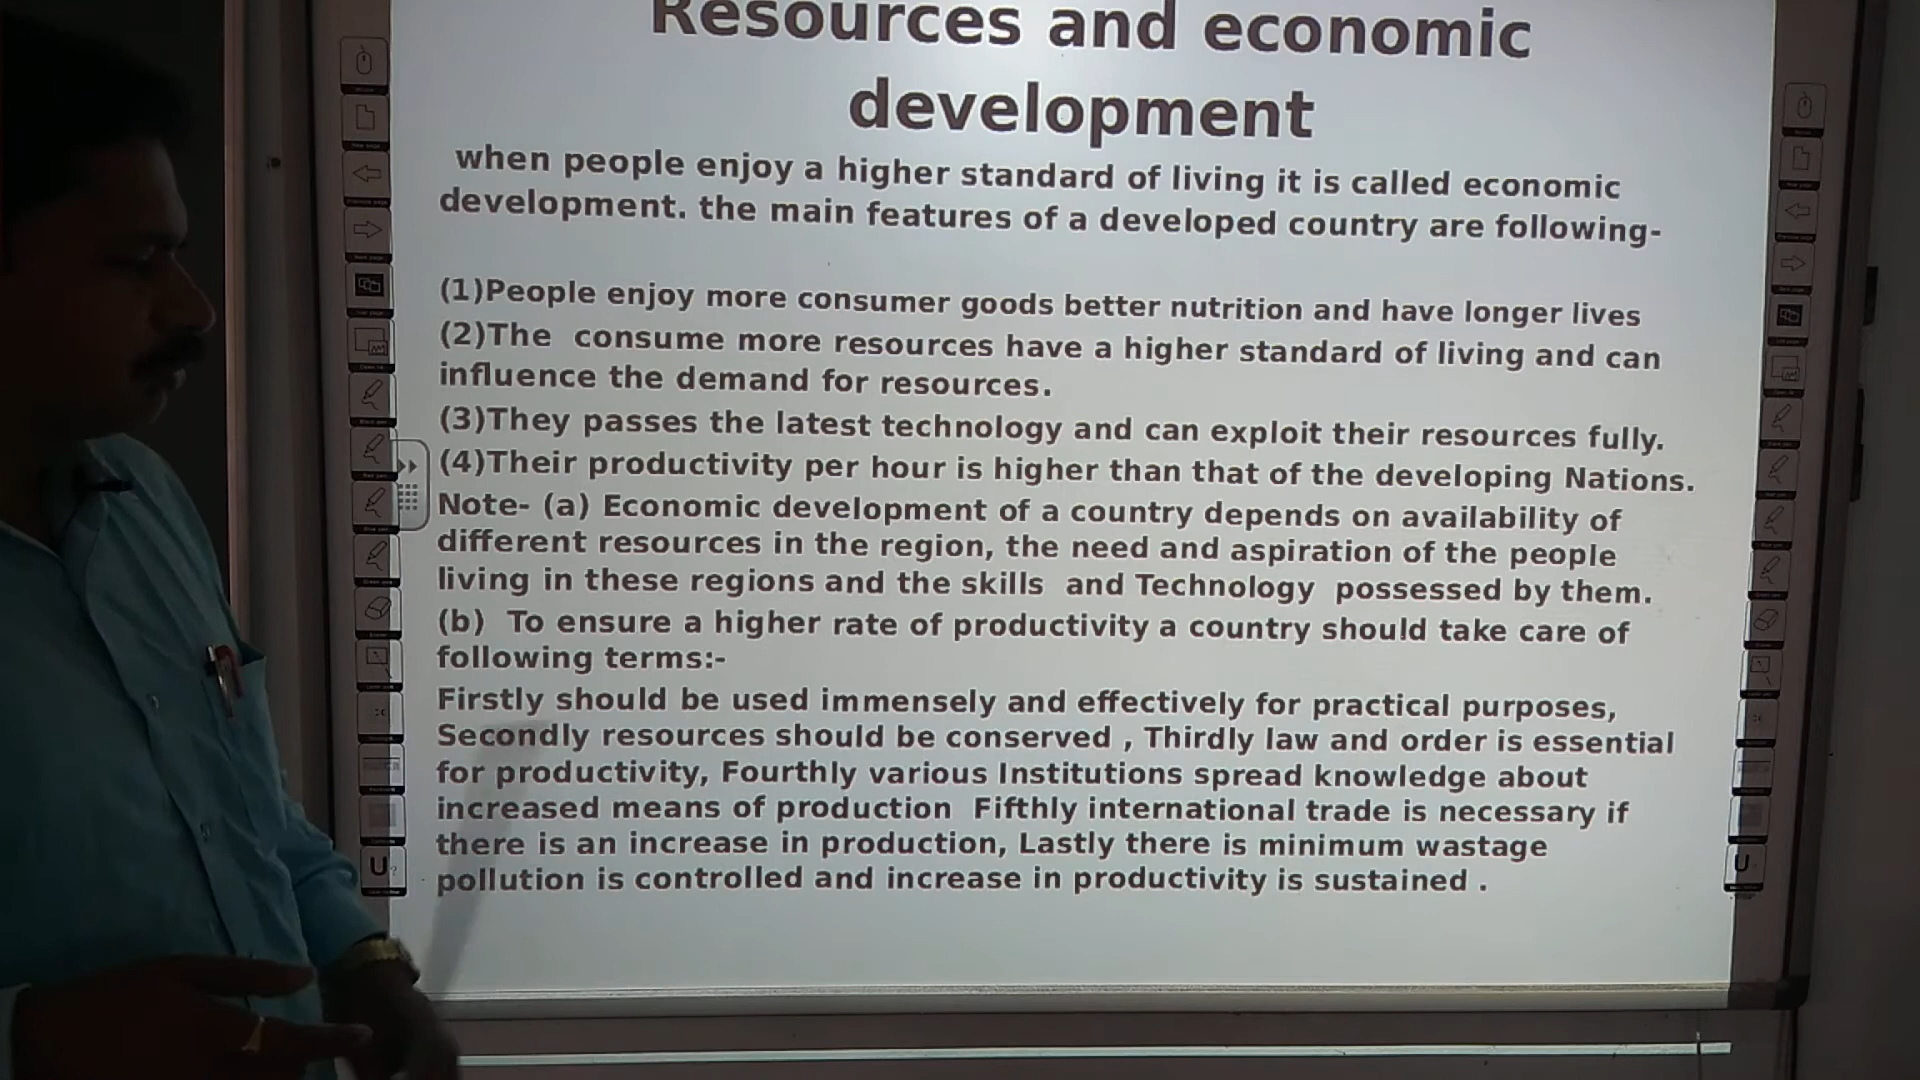 Resources and economic
development
when people enjoy a higher standard of living it is called economic
development. the main features of a developed country are following-
(1)People enjoy more consumer goods better nutrition and have longer lives
(2)The consume more resources have a higher standard of living and can
influence the demand for resources.
(3)They passes the latest technology and can exploit their resources fully.
(4)Their productivity per hour is higher than that of the developing Nations.
Note- (a) Economic development of a country depends on availability of
different resources in the region, the need and aspiration of the people
living in these regions and the skills and Technology possessed by them.
(b) To ensure a higher rate of productivity a country should take care of
following terms:-
Firstly should be used immensely and effectively for practical purposes,
Secondly resources should be conserved , Thirdly law and order is essential
for productivity, Fourthly various Institutions spread knowledge about
increased means of production Fifthly international trade is necessary if
there is an increase in production, Lastly there is minimum wastage
pollution is controlled and increase in productivity is sustained .